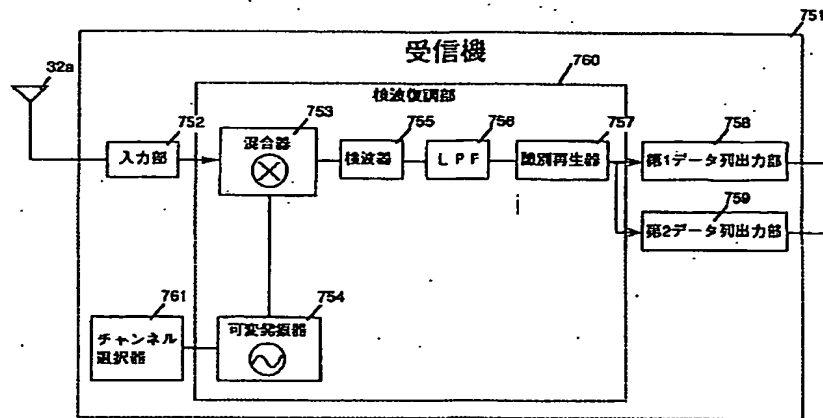 751
受信機
32a
760
検波復調部
752
入力部
753
混合器
755
検波器
756
LPF
757
識別再生器
758
第1データ列出力部
759
第2データ列出力部
761
チャンネル
選択器
754
可変発振器